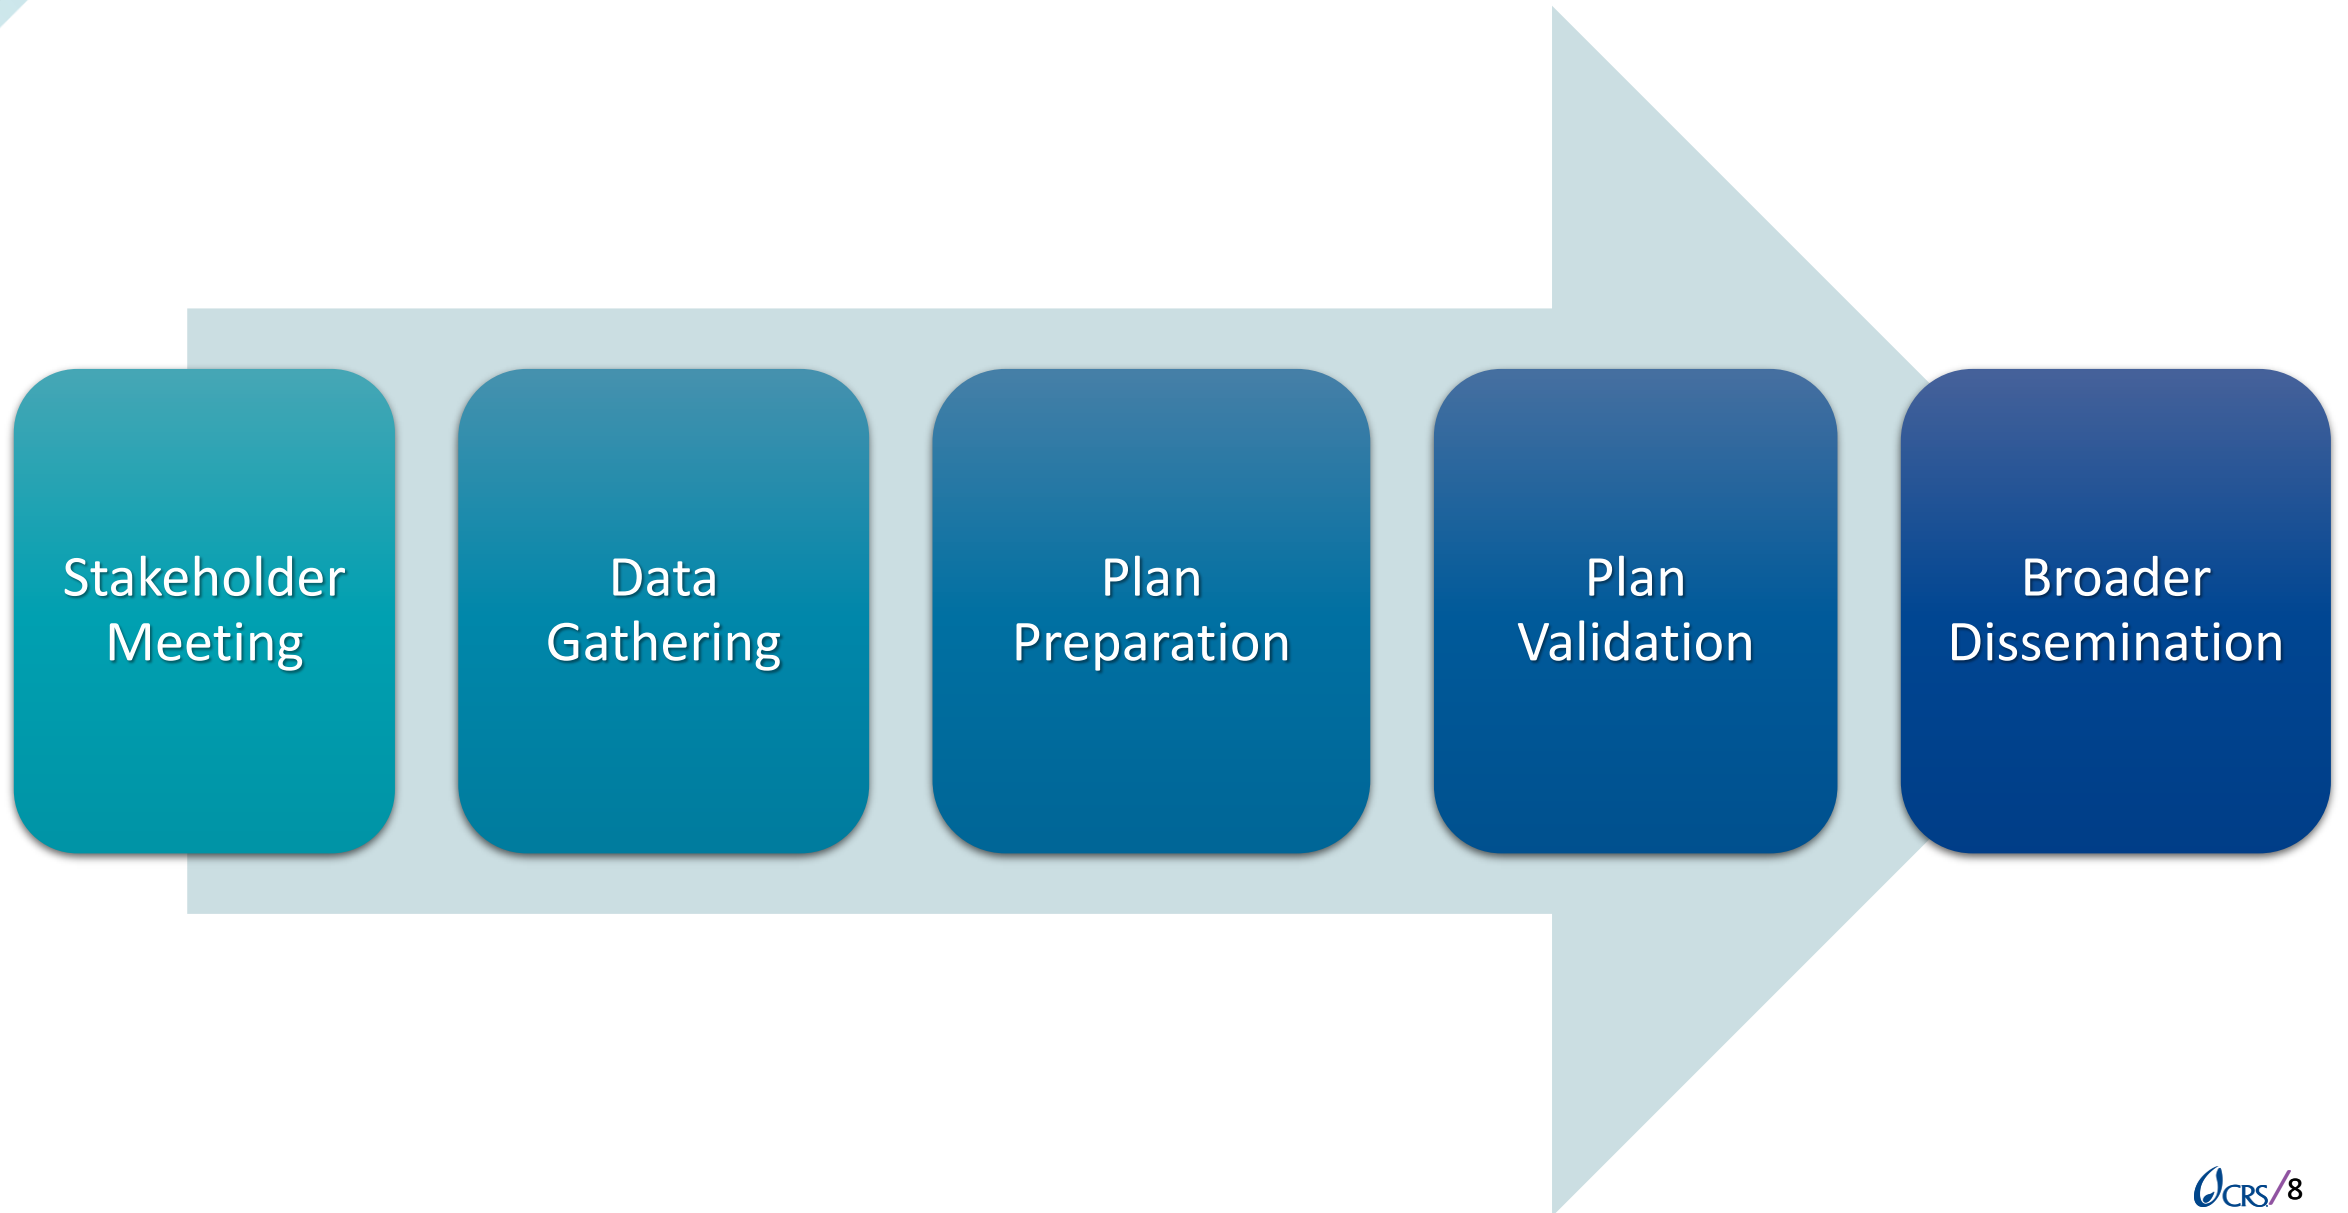 Stakeholder
Meeting
Data
Gathering
Plan
Preparation
Plan
Validation
Broader
Dissemination
CRS/8